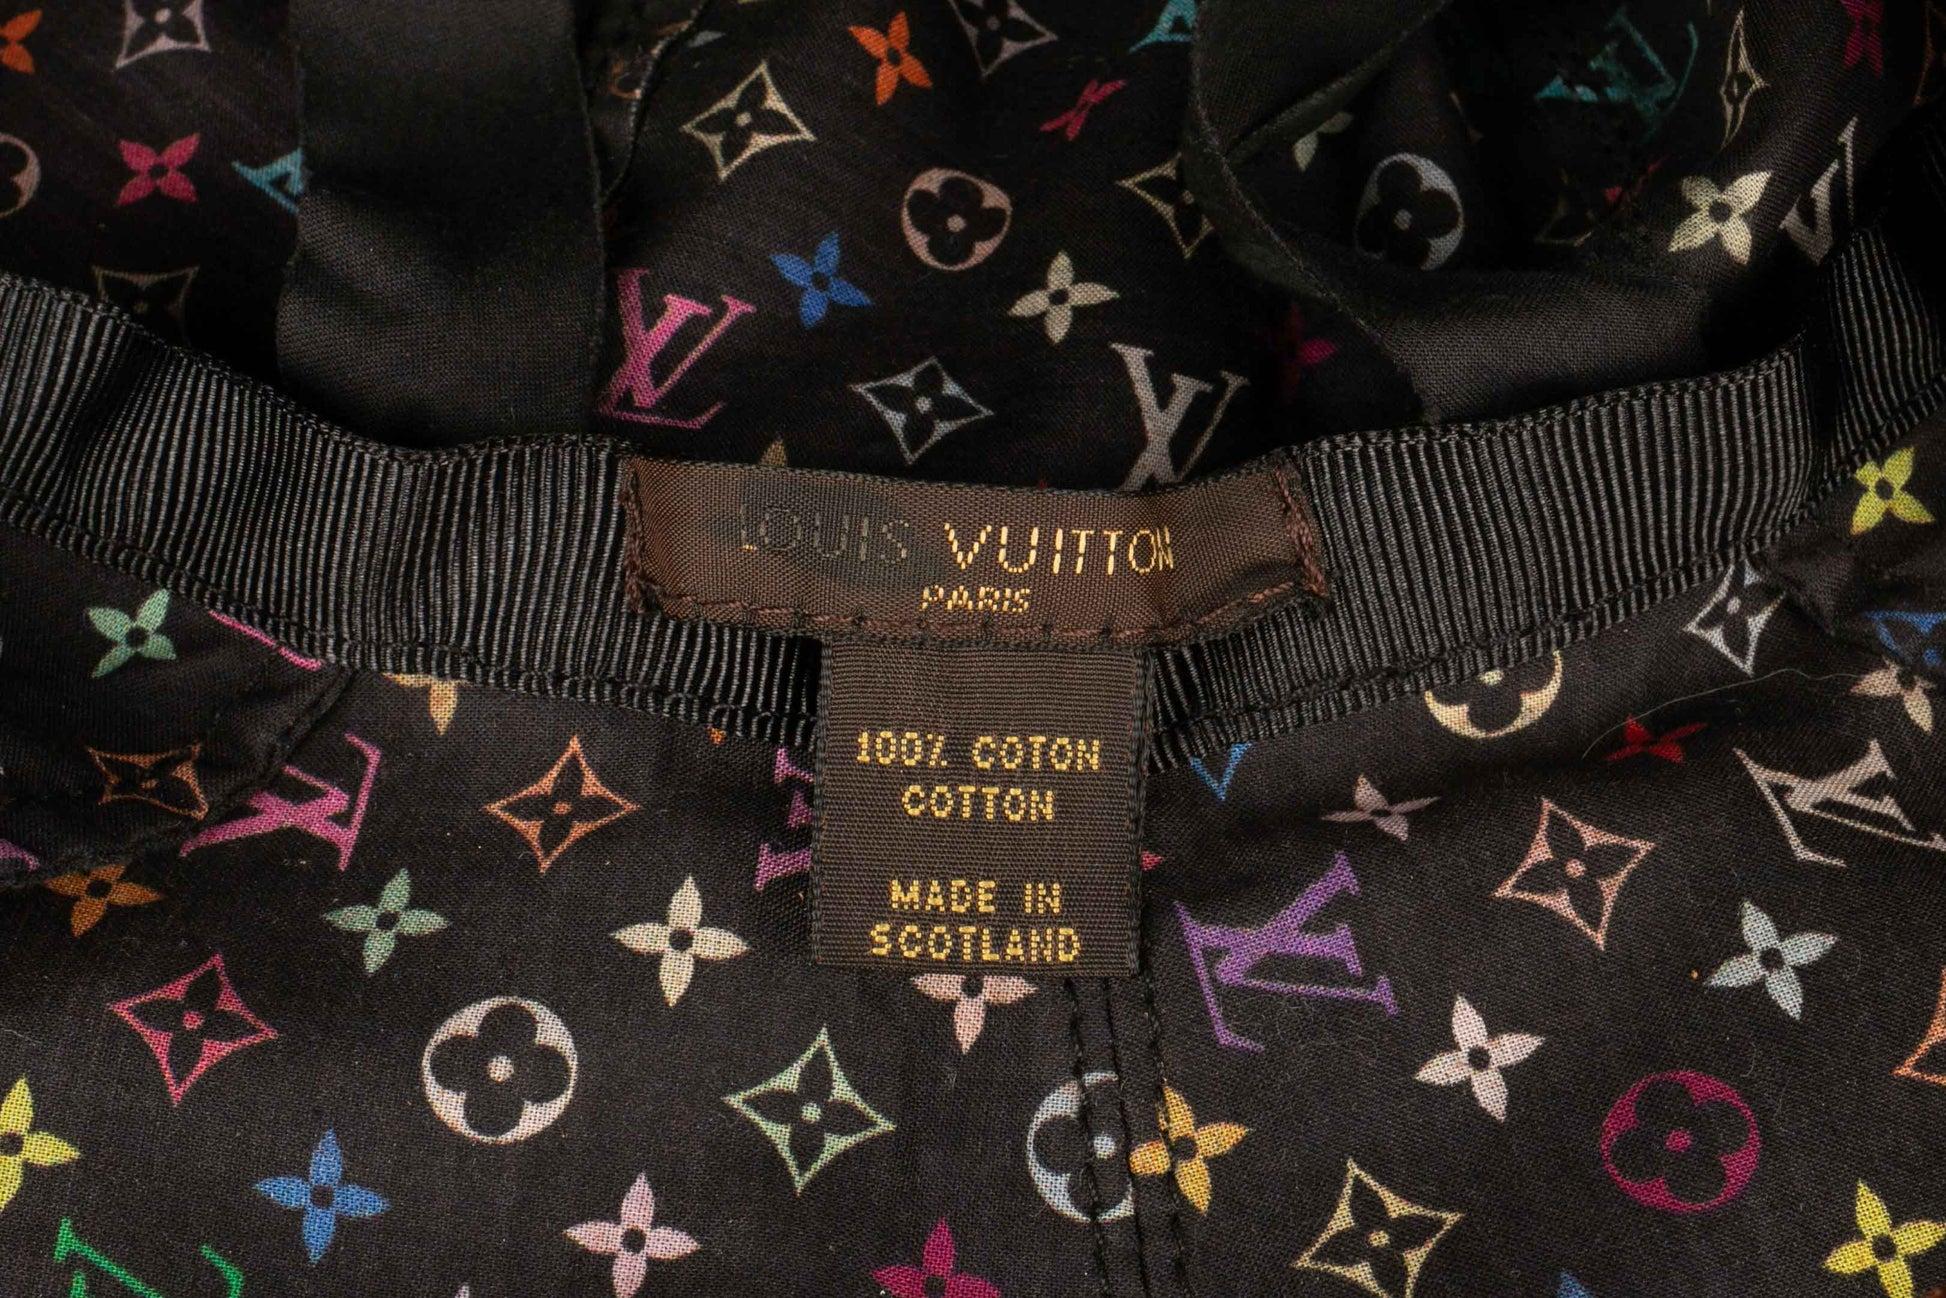 LOUIS VUITTON
PARIS
100% COTON
COTTON
MADE IN
SCOTLAND